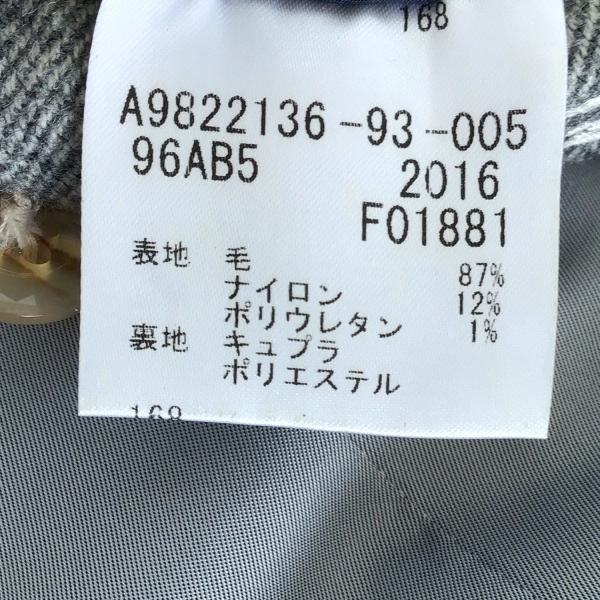 168
A9822136-93-005
96AB5 2016
F01881
表地 毛 87%
ナイロン 12%
ポリウレタン 1%
裏地 キュプラ
ポリエステル
168